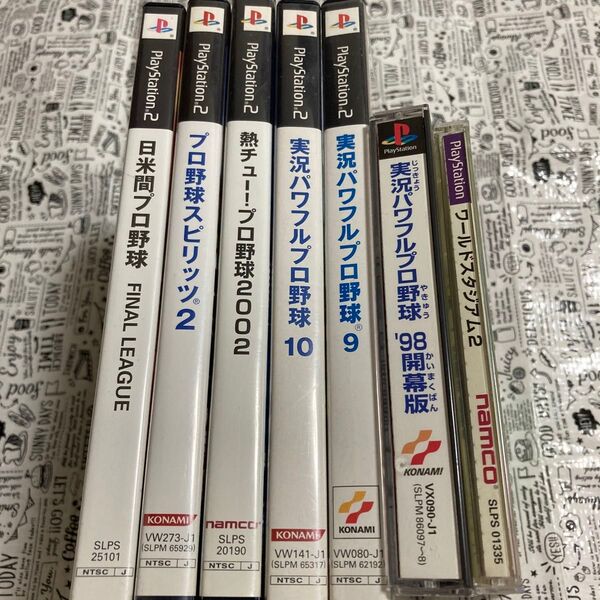 PlayStation.2
日米間プロ野球 FINAL LEAGUE
SLPS
25101
NTSC J
PlayStation.2
プロ野球スピリッツ®2
KONAMI
VW273-J1
(SLPM 65929)
NTSC J
PlayStation.2
熱チュー!プロ野球2002
namco
SLPS
20190
NTSC J
PlayStation.2
実況パワフルプロ野球10
KONAMI
VW141-J1
(SLPM 65317)
NTSC J
PlayStation.2
実況パワフルプロ野球®9
KONAMI
VW080-J1
(SLPM 62192)
NTSC J
PlayStation
じっきょう やきゅう かいまくばん
実況パワフルプロ野球'98開幕版
KONAMI
VX090-J1
(SLPM 86097~8)
PlayStation
ワールドスタジアム2
namco
SLPS 01335